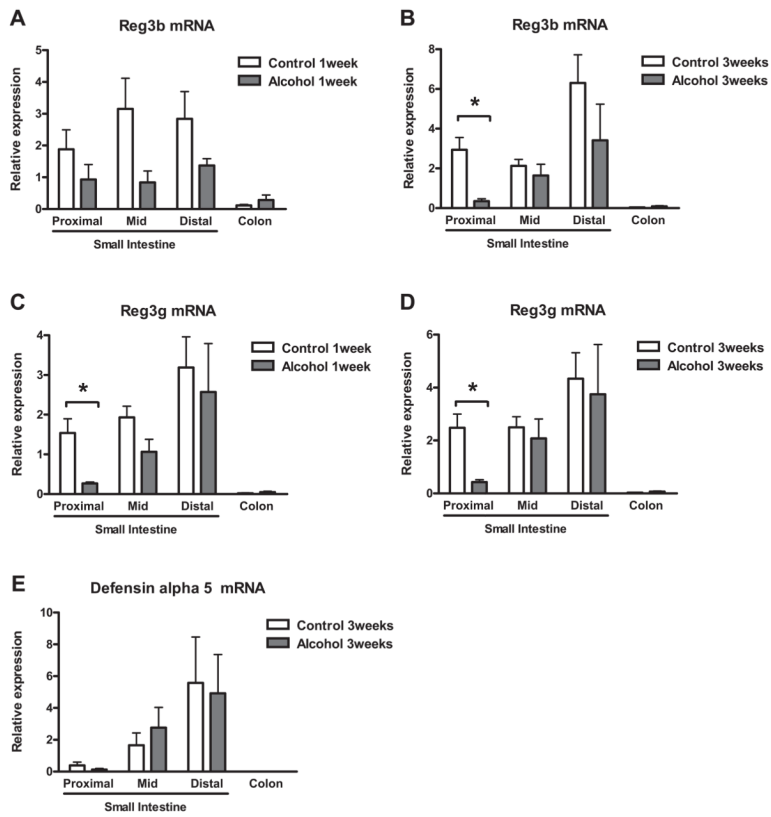 A
Reg3b mRNA
Relative expression
5
4
3
2
1
0
Control 1week
Alcohol 1week
Proximal Mid Distal Colon
Small Intestine
B
Reg3b mRNA
Relative expression
8
6
4
2
0
*
Control 3weeks
Alcohol 3weeks
Proximal Mid Distal Colon
Small Intestine
C
Reg3g mRNA
Relative expression
4
3
2
1
0
*
Control 1week
Alcohol 1week
Proximal Mid Distal Colon
Small Intestine
D
Reg3g mRNA
Relative expression
6
4
2
0
*
Control 3weeks
Alcohol 3weeks
Proximal Mid Distal Colon
Small Intestine
E
Defensin alpha 5 mRNA
Relative expression
10
8
6
4
2
0
Control 3weeks
Alcohol 3weeks
Proximal Mid Distal Colon
Small Intestine